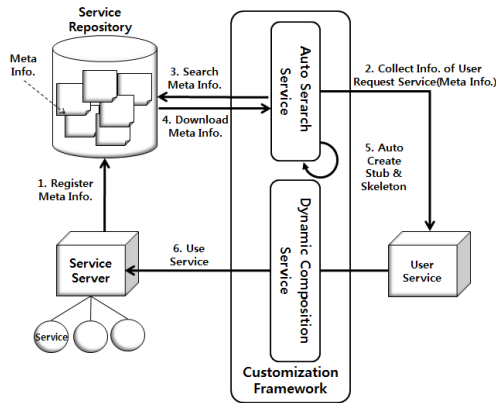 Service
Repository
Meta
Info.
3. Search
Meta Info.
4. Download
Meta Info.
Auto Serarch
Service
2. Collect Info. of User
Request Service(Meta Info.)
5. Auto
Create
Stub &
Skeleton
1. Register
Meta Info.
Dynamic Composition
Service
6. Use
Service
Service
Server
User
Service
Service
Customization
Framework